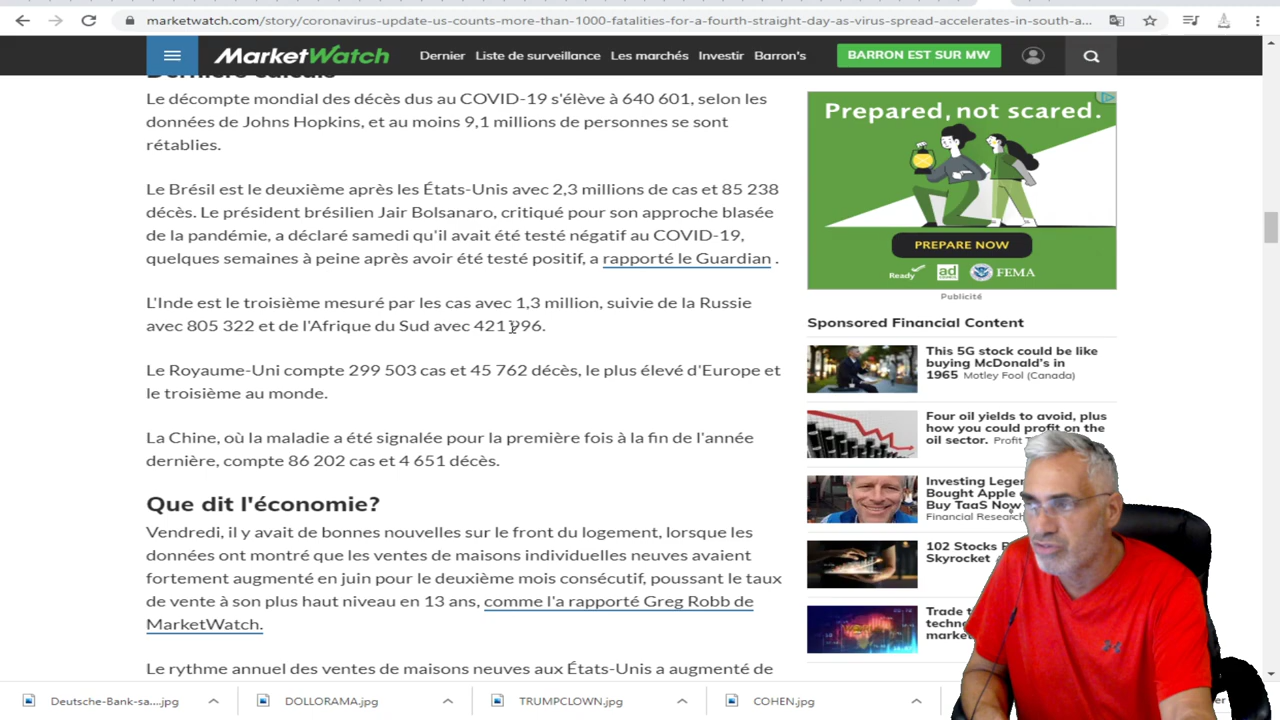 marketwatch.com/story/coronavirus-update-us-counts-more-than-1000-fatalities-for-a-fourth-straight-day-as-virus-spread-accelerates-in-south-a...
MarketWatch
Dernier
Liste de surveillance
Les marchés
Investir
Barron's
BARRON EST SUR MW
Le décompte mondial des décès dus au COVID-19 s'élève à 640 601, selon les
données de Johns Hopkins, et au moins 9,1 millions de personnes se sont
rétablies.
Le Brésil est le deuxième après les États-Unis avec 2,3 millions de cas et 85 238
décès. Le président brésilien Jair Bolsanaro, critiqué pour son approche blasée
de la pandémie, a déclaré samedi qu'il avait été testé négatif au COVID-19,
quelques semaines à peine après avoir été testé positif, a rapporté le Guardian .
L'Inde est le troisième mesuré par les cas avec 1,3 million, suivie de la Russie
avec 805 322 et de l'Afrique du Sud avec 421 996.
Le Royaume-Uni compte 299 503 cas et 45 762 décès, le plus élevé d'Europe et
le troisième au monde.
La Chine, où la maladie a été signalée pour la première fois à la fin de l'année
dernière, compte 86 202 cas et 4 651 décès.
Que dit l'économie?
Vendredi, il y avait de bonnes nouvelles sur le front du logement, lorsque les
données ont montré que les ventes de maisons individuelles neuves avaient
fortement augmenté en juin pour le deuxième mois consécutif, poussant le taux
de vente à son plus haut niveau en 13 ans, comme l'a rapporté Greg Robb de
MarketWatch.
Le rythme annuel des ventes de maisons neuves aux États-Unis a augmenté de
Prepared, not scared.
PREPARE NOW
Ready
ad
FEMA
Publicité
Sponsored Financial Content
This 5G stock could be like
buying McDonald's in
1965 Motley Fool (Canada)
Four oil yields to avoid, plus
how you could profit on the
oil sector. Profit
Investing Lege
Bought Apple
Buy TaaS Now
Financial Research
102 Stocks
Skyrocket
Trade
techno
market
Deutsche-Bank-sa....jpg
DOLLORAMA.jpg
TRUMPCLOWN.jpg
COHEN.jpg